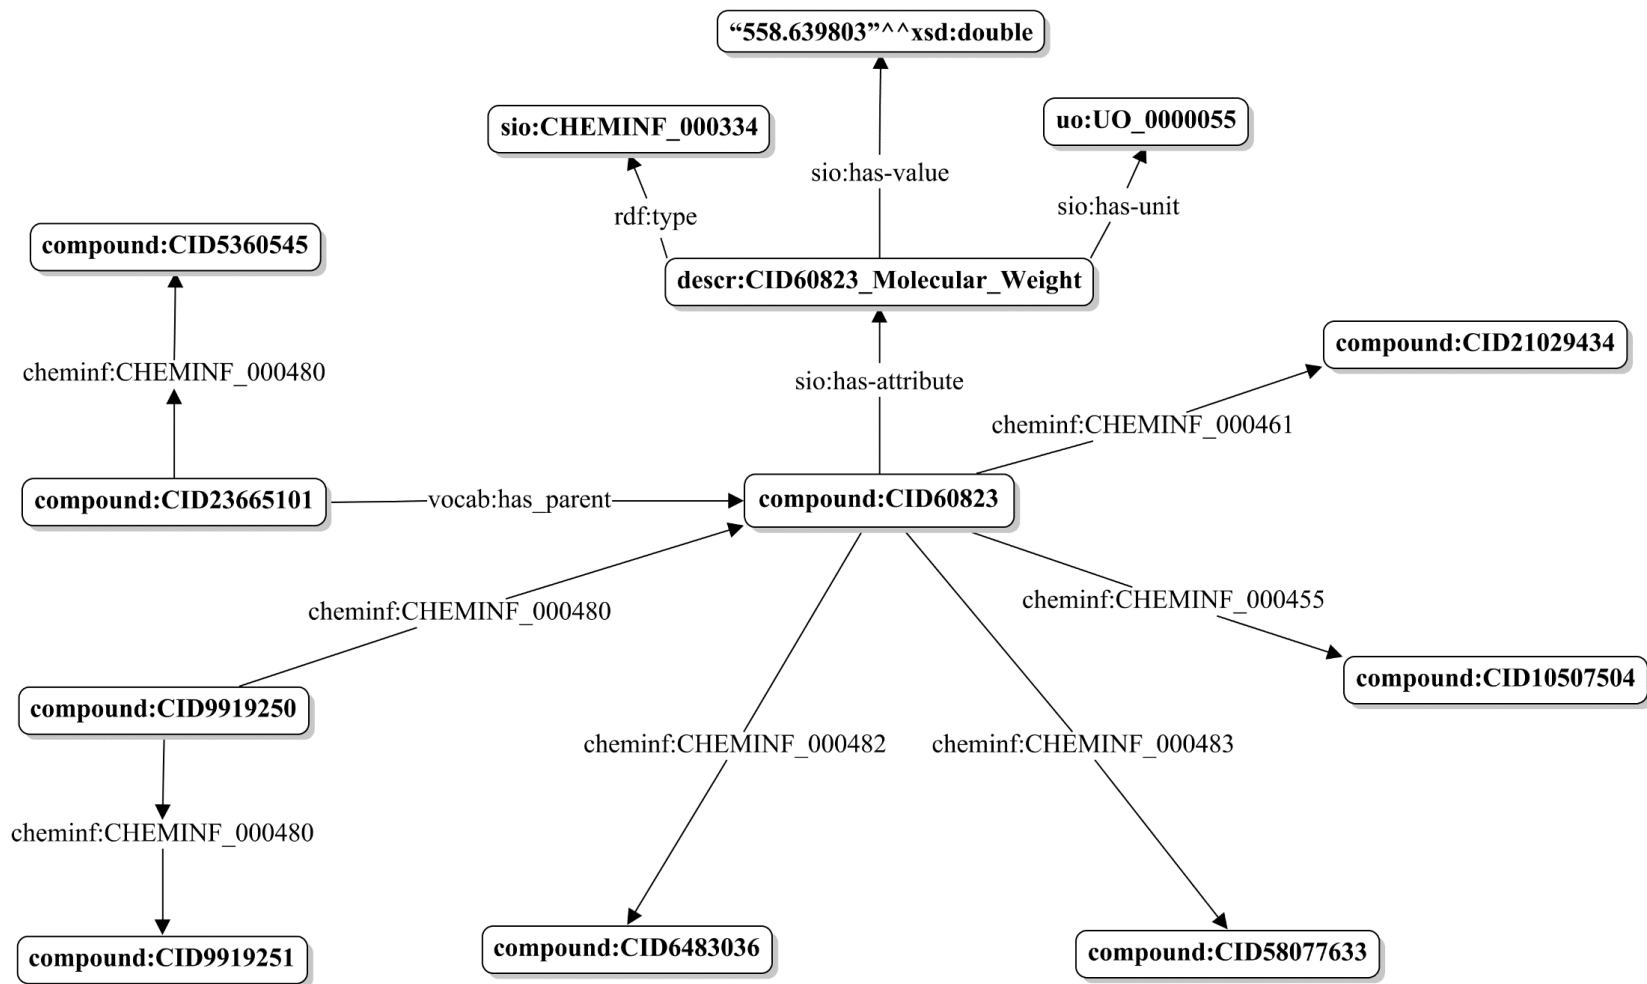 “558.639803”^^xsd:double
sio:CHEMINF_000334
uo:UO_0000055
sio:has-value
rdf:type
sio:has-unit
compound:CID5360545
descr:CID60823_Molecular_Weight
compound:CID21029434
cheminf:CHEMINF_000480
sio:has-attribute
cheminf:CHEMINF_000461
compound:CID23665101
vocab:has_parent
compound:CID60823
cheminf:CHEMINF_000480
cheminf:CHEMINF_000455
compound:CID10507504
compound:CID9919250
cheminf:CHEMINF_000482
cheminf:CHEMINF_000483
cheminf:CHEMINF_000480
compound:CID9919251
compound:CID6483036
compound:CID58077633